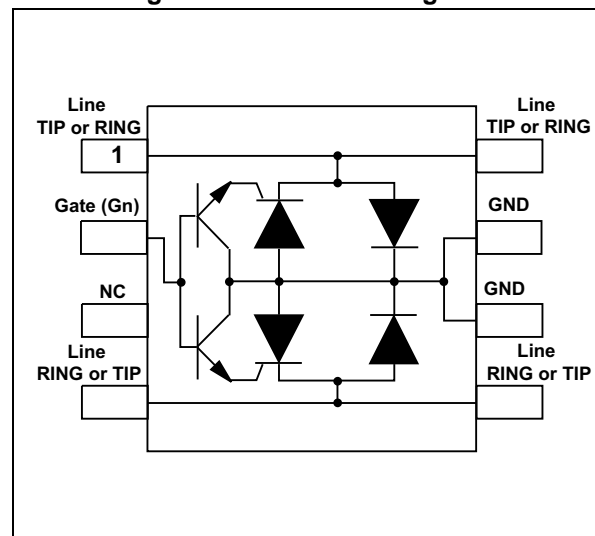 Line
TIP or RING
1
Line
TIP or RING
Gate (Gn)
GND
NC
GND
Line
RING or TIP
Line
RING or TIP